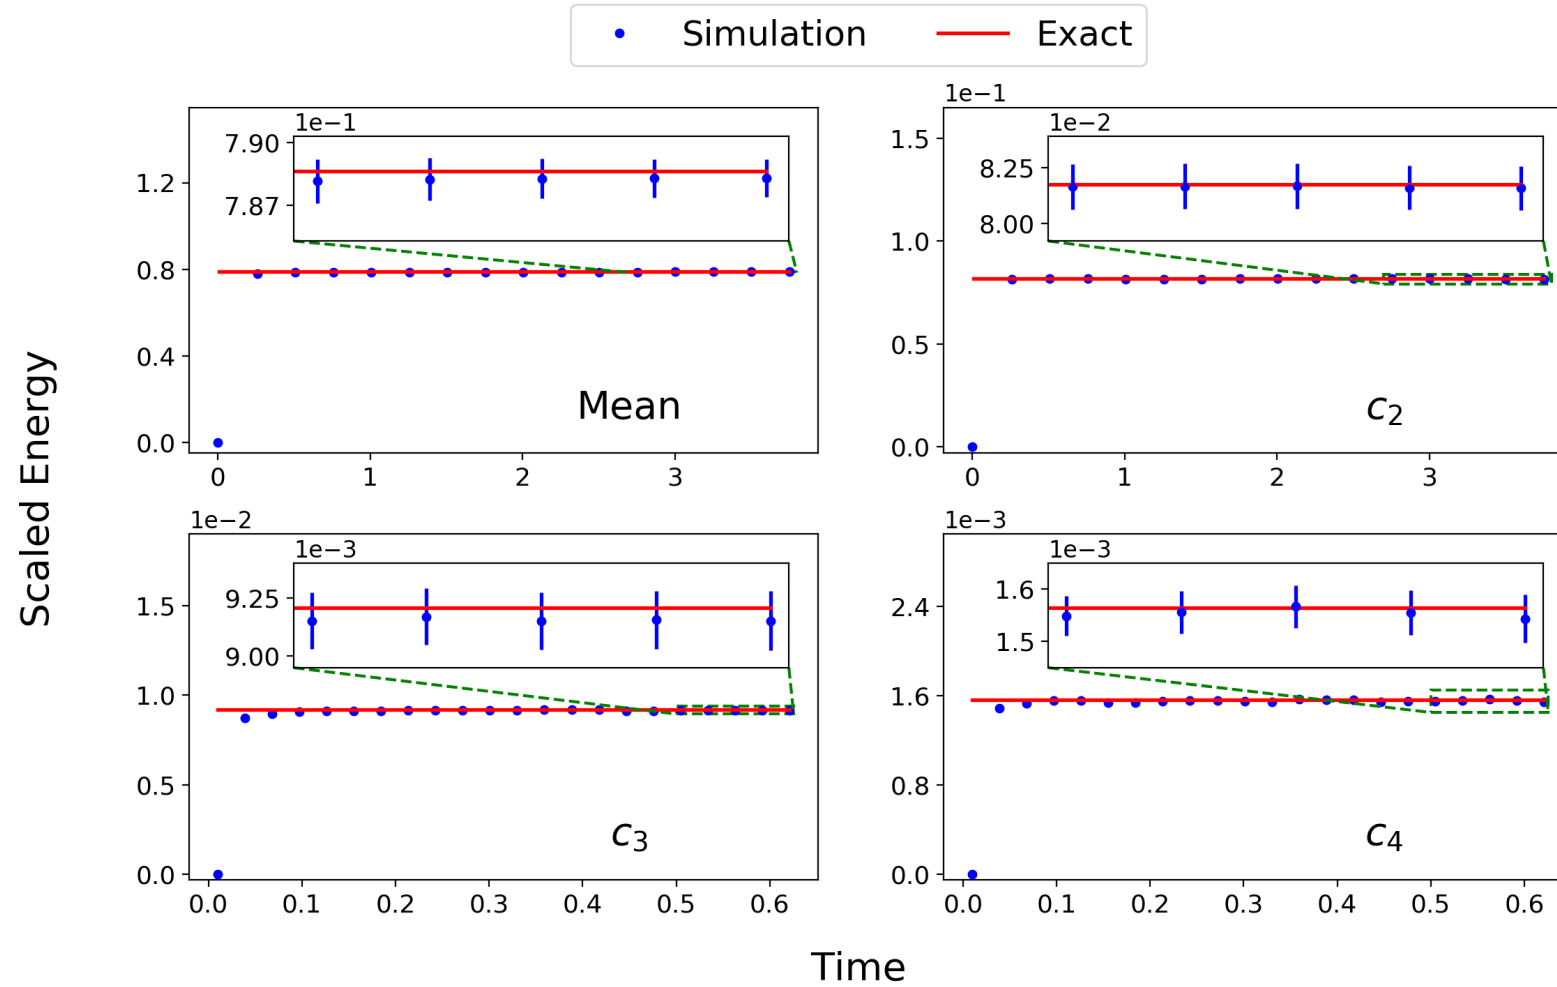 Simulation Exact
1e−1
7.90
7.87
1.2
0.8
0.4
0.0
Mean
0 1 2 3
1e−1
1e−2
8.25
8.00
1.5
1.0
0.5
0.0
c2
0 1 2 3
Scaled Energy
1e−2
1e−3
9.25
9.00
1.5
1.0
0.5
0.0
c3
0.0 0.1 0.2 0.3 0.4 0.5 0.6
1e−3
1e−3
1.6
1.5
2.4
1.6
0.8
0.0
c4
0.0 0.1 0.2 0.3 0.4 0.5 0.6
Time